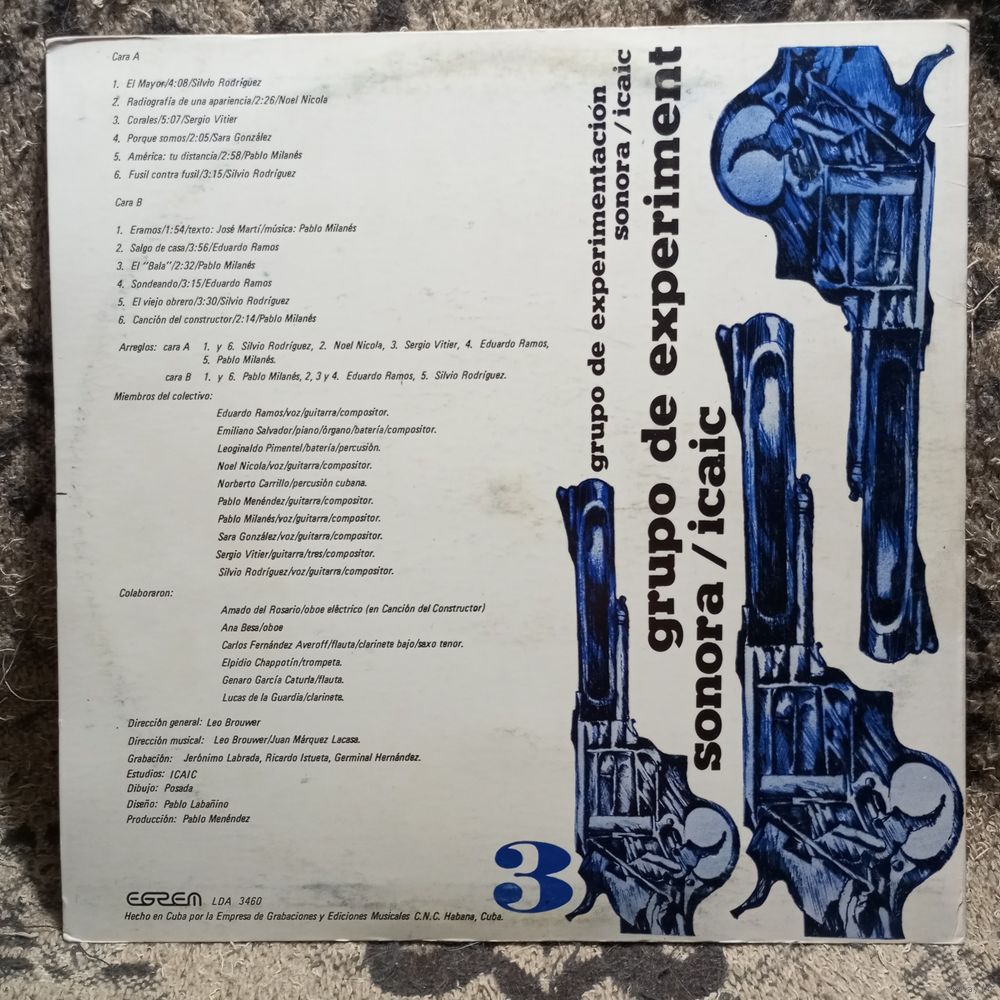 Cara A
1. El Mayor/4:08/Silvio Rodríguez
2. Radiografía de una apariencia/2:26/Noel Nicola
3. Corales/5:07/Sergio Vitier
4. Porque somos/2:05/Sara González
5. América: tu distancia/2:58/Pablo Milanés
6. Fusil contra fusil/3:15/Silvio Rodríguez
Cara B
1. Eramos/1:54/texto: José Martí/música: Pablo Milanés
2. Salgo de casa/3:56/Eduardo Ramos
3. El "Bala"/2:32/Pablo Milanés
4. Sondeando/3:15/Eduardo Ramos
5. El viejo obrero/3:30/Silvio Rodríguez
6. Canción del constructor/2:14/Pablo Milanés
Arreglos: cara A 1. y 6. Silvio Rodríguez, 2. Noel Nicola, 3. Sergio Vitier, 4. Eduardo Ramos,
5. Pablo Milanés.
cara B 1. y 6. Pablo Milanés, 2, 3 y 4. Eduardo Ramos, 5. Silvio Rodríguez.
Miembros del colectivo:
Eduardo Ramos/voz/guitarra/compositor.
Emiliano Salvador/piano/órgano/batería/compositor.
Leoginaldo Pimentel/batería/percusión.
Noel Nicola/voz/guitarra/compositor.
Norberto Carrillo/percusión cubana.
Pablo Menéndez/guitarra/compositor.
Pablo Milanés/voz/guitarra/compositor.
Sara González/voz/guitarra/compositor.
Sergio Vitier/guitarra/tres/compositor.
Silvio Rodríguez/voz/guitarra/compositor.
Colaboraron:
Amado del Rosario/oboe eléctrico (en Canción del Constructor)
Ana Besa/oboe
Carlos Fernández Averoff/flauta/clarinete bajo/saxo tenor.
Elpidio Chappotín/trompeta.
Genaro García Caturla/flauta.
Lucas de la Guardia/clarinete.
Dirección general: Leo Brouwer
Dirección musical: Leo Brouwer/Juan Márquez Lacasa.
Grabación: Jerónimo Labrada, Ricardo Istueta, Germinal Hernández.
Estudios: ICAIC
Dibujo: Posada
Diseño: Pablo Labañino
Producción: Pablo Menéndez
EGREM LDA 3460
Hecho en Cuba por la Empresa de Grabaciones y Ediciones Musicales C.N.C. Habana, Cuba.
3
grupo de experimentación
sonora / icaic
grupo de experiment
sonora / icaic